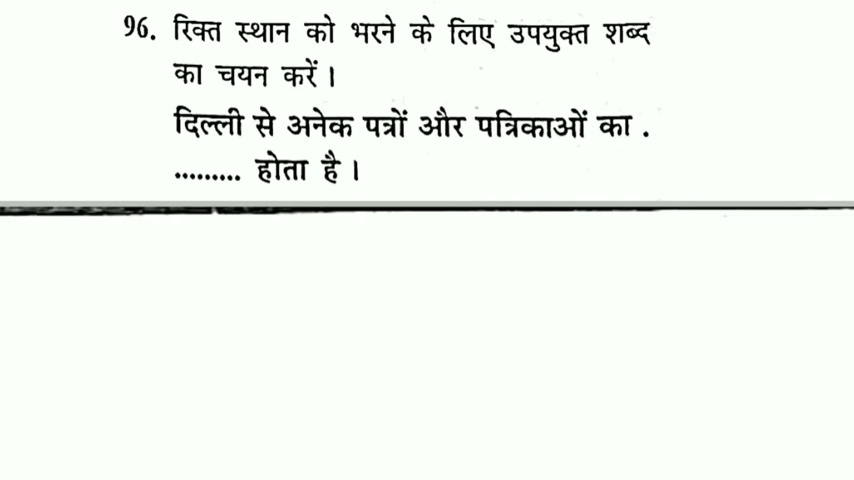 96. रिक्त स्थान को भरने के लिए उपयुक्त शब्द
का चयन करें ।
दिल्ली से अनेक पत्रों और पत्रिकाओं का .
......... होता है ।